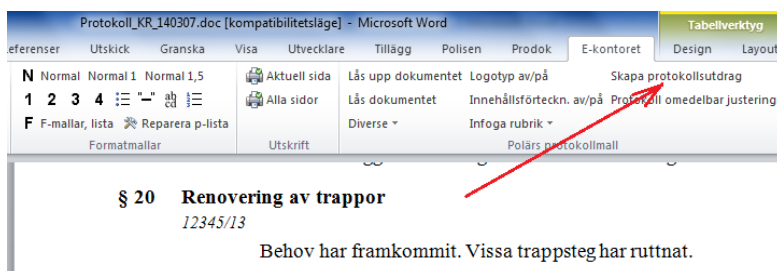 Protokoll_KR_140307.doc [kompatibilitetsläge] - Microsoft Word
Tabellverktyg
eferenser Utskick Granska Visa Utvecklare Tillägg Polisen Prodok E-kontoret Design Layout
N Normal Normal 1 Normal 1,5 Aktuell sida Lås upp dokumentet Logotyp av/på Skapa protokollsutdrag
1 2 3 4 "–" ab cd Alla sidor Lås dokumentet Innehållsförteckn. av/på Protokoll omedelbar justering
F F-mallar, lista Reparera p-lista Diverse Infoga rubrik
Formatmallar Utskrift Polärs protokollmall
§ 20 Renovering av trappor
12345/13
Behov har framkommit. Vissa trappsteg har ruttnat.